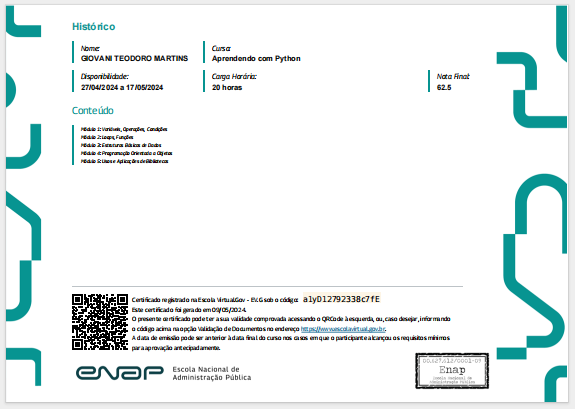 Histórico
Nome:
GIOVANI TEODORO MARTINS
Curso:
Aprendendo com Python
Disponibilidade:
27/04/2024 a 17/05/2024
Carga Horária:
20 horas
Nota Final:
62.5
Conteúdo
Módulo 1: Variáveis, Operações, Condições
Módulo 2: Loops, Funções
Módulo 3: Estruturas Básicas de Dados
Módulo 4: Programação Orientada a Objetos
Módulo 5: Usos e Aplicações de Bibliotecas
Certificado registrado na Escola Virtual.Gov - EV.G sob o código: a1yD12792338c7fE
Este certificado foi gerado em 09/05/2024.
O presente certificado pode ter a sua validade comprovada acessando o QRCode à esquerda, ou, caso desejar, informando
o código acima na opção Validação de Documentos no endereço https://www.escolavirtual.gov.br.
A data de emissão pode ser anterior à data final do curso nos casos em que o participante alcançou os requisitos mínimos
para aprovação antecipadamente.
enap
Escola Nacional de
Administração Pública
00.627.612/0001-09
Enap
Escola Nacional de
Administração Pública